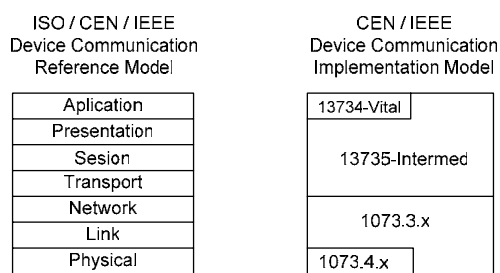 ISO / CEN / IEEE
Device Communication
Reference Model
Aplication
Presentation
Sesion
Transport
Network
Link
Physical
CEN / IEEE
Device Communication
Implementation Model
13734-Vital
13735-Intermed
1073.3.x
1073.4.x